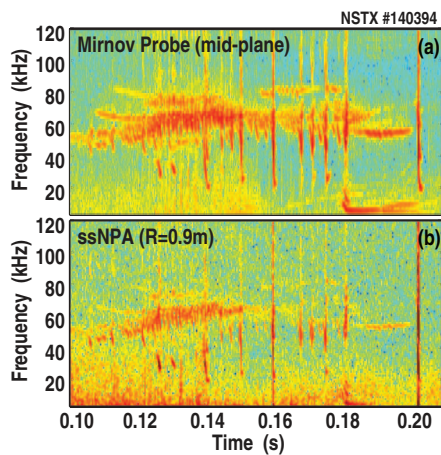 NSTX #140394
120
Mirnov Probe (mid-plane)
(a)
100
80
60
40
20
Frequency (kHz)
120
ssNPA (R=0.9m)
(b)
100
80
60
40
20
Frequency (kHz)
0.10 0.12 0.14 0.16 0.18 0.20
Time (s)